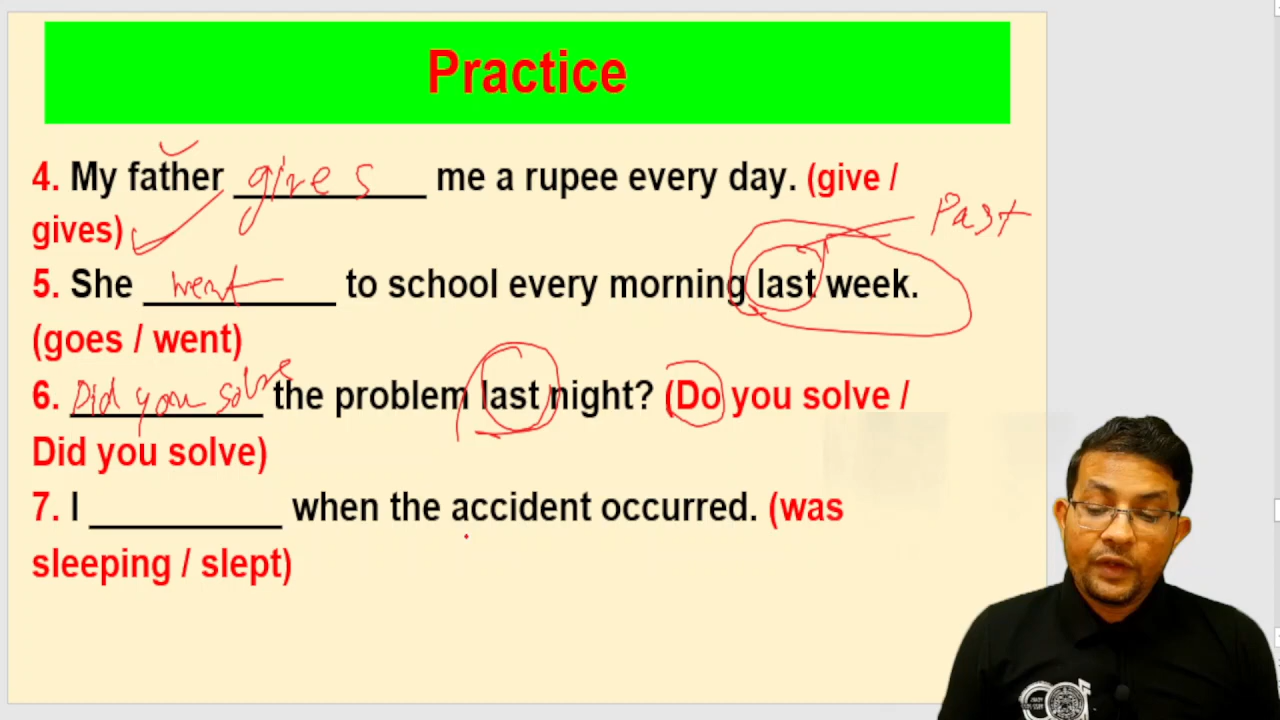 Practice
4. My father gives me a rupee every day. (give /
gives)
Past
5. She went to school every morning last week.
(goes / went)
6. Did you solve the problem last night? (Do you solve /
Did you solve)
7. I __________ when the accident occurred. (was
sleeping / slept)